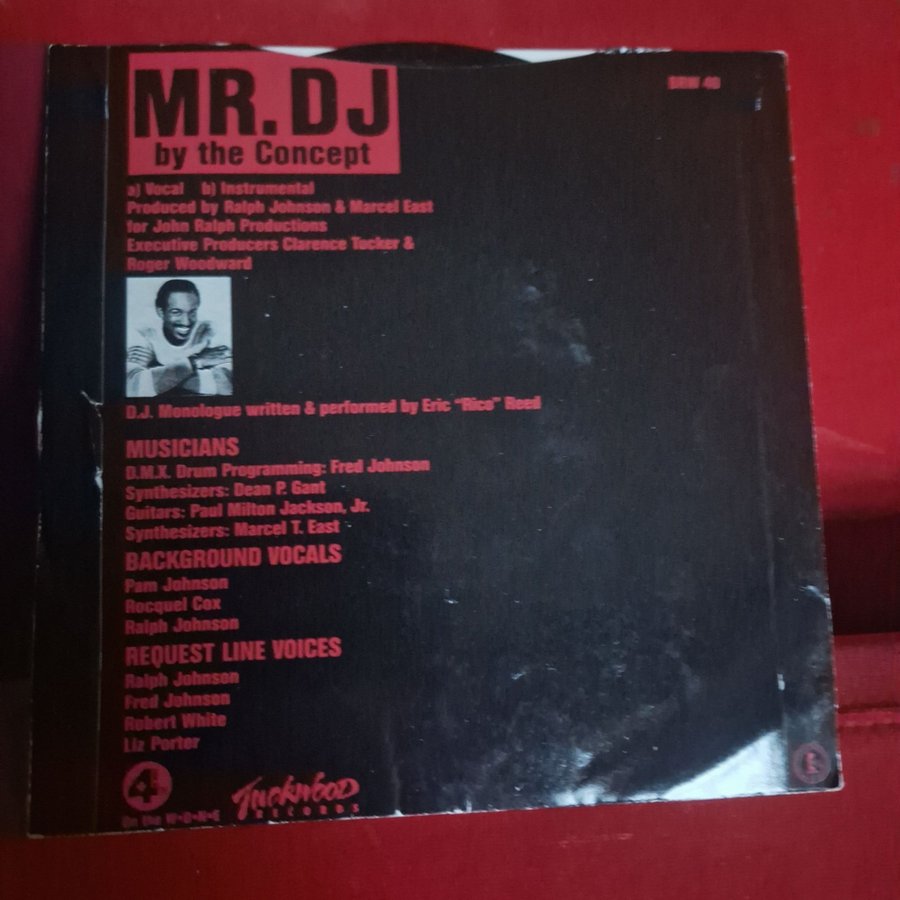 MR. DJ
by the Concept
BRW 40
a) Vocal b) Instrumental
Produced by Ralph Johnson & Marcel East
for John Ralph Productions
Executive Producers Clarence Tucker &
Roger Woodward
D.J. Monologue written & performed by Eric "Rico" Reed
MUSICIANS
D.M.X. Drum Programming: Fred Johnson
Synthesizers: Dean P. Gant
Guitars: Paul Milton Jackson, Jr.
Synthesizers: Marcel T. East
BACKGROUND VOCALS
Pam Johnson
Rocquel Cox
Ralph Johnson
REQUEST LINE VOICES
Ralph Johnson
Fred Johnson
Robert White
Liz Porter
4
On the W•D•N•E
Tuckwood
RECORDS